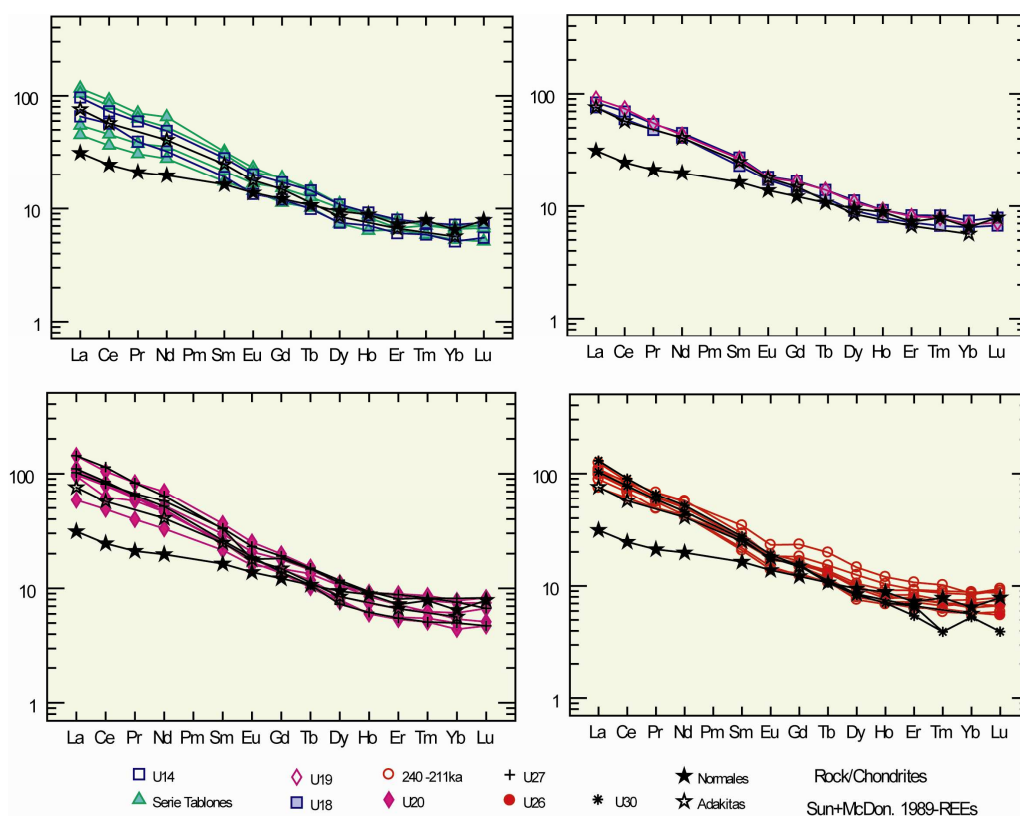 100
10
1
La Ce Pr Nd Pm Sm Eu Gd Tb Dy Ho Er Tm Yb Lu
100
10
1
La Ce Pr Nd Pm Sm Eu Gd Tb Dy Ho Er Tm Yb Lu
100
10
1
La Ce Pr Nd Pm Sm Eu Gd Tb Dy Ho Er Tm Yb Lu
100
10
1
La Ce Pr Nd Pm Sm Eu Gd Tb Dy Ho Er Tm Yb Lu
U14 U19 240-211ka U27 Normales Rock/Chondrites
Serie Tablones U18 U20 U26 U30 Adakitas Sun+McDon. 1989-REEs